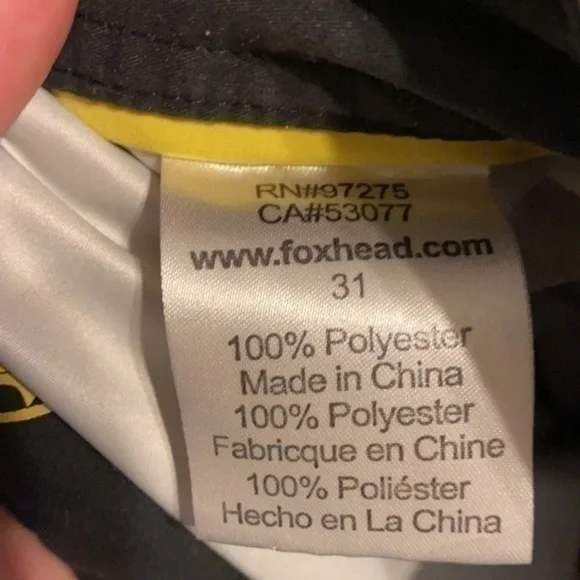 RN#97275
CA#53077
www.foxhead.com
31
100% Polyester
Made in China
100% Polyester
Fabricque en Chine
100% Poliéster
Hecho en La China